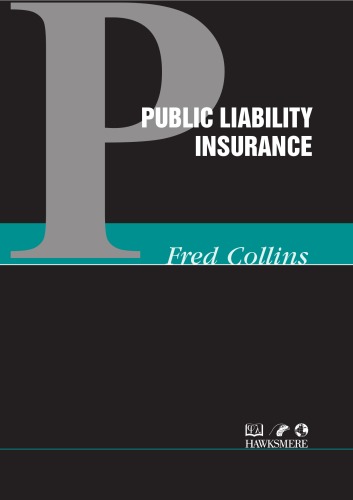 P
PUBLIC LIABILITY
INSURANCE
Fred Collins
HAWKSMERE